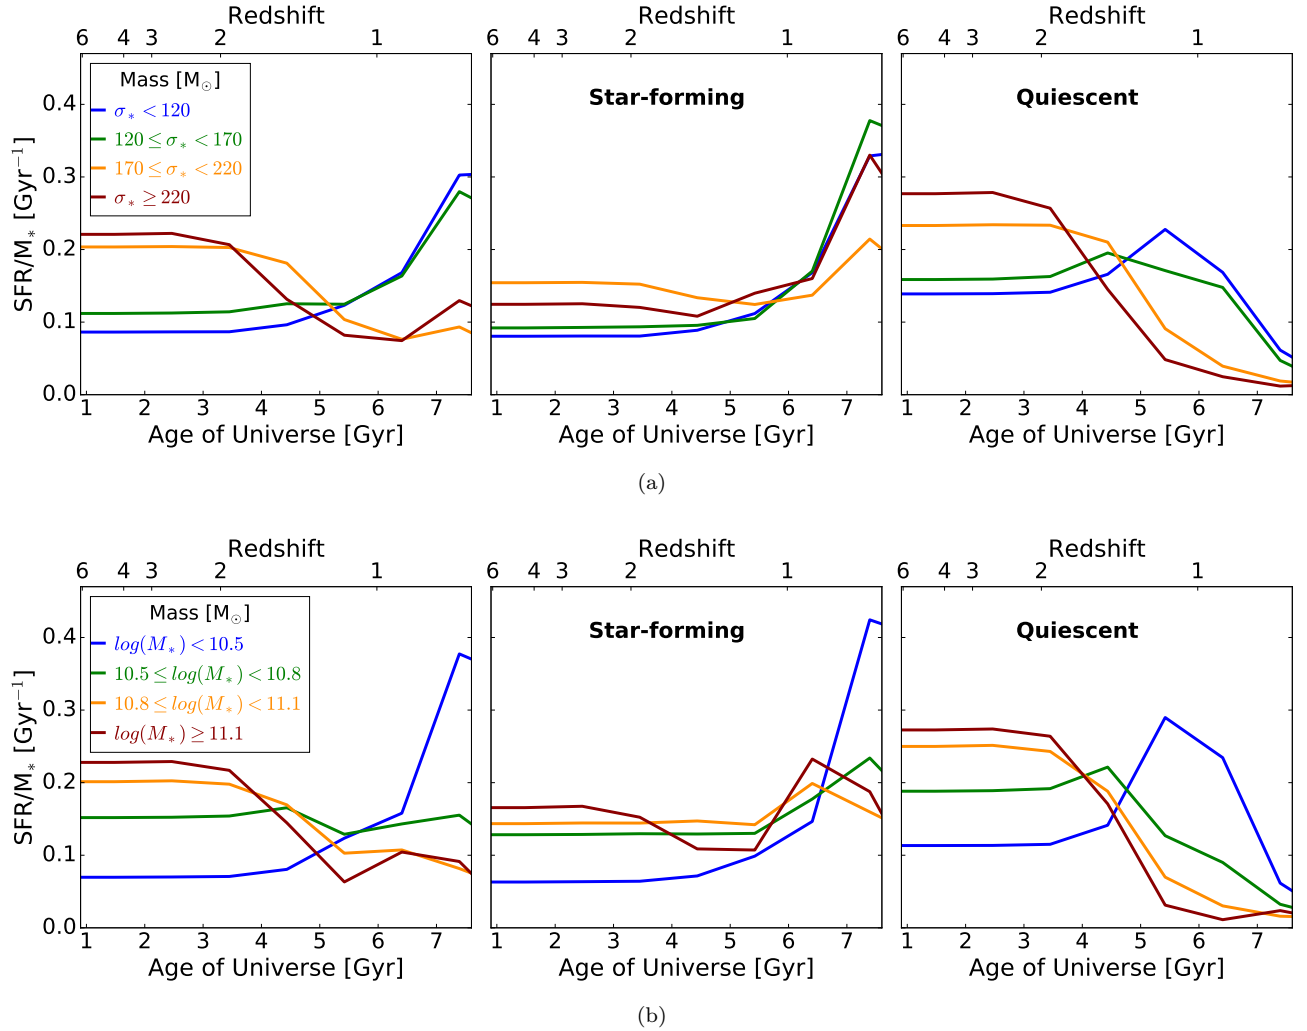 Redshift Redshift Redshift
6 4 3 2 1 6 4 3 2 1 6 4 3 2 1
Mass [M⊙]
σ* < 120
120 ≤ σ* < 170
170 ≤ σ* < 220
σ* ≥ 220
Star-forming
Quiescent
SFR/M* [Gyr⁻¹]
0.4
0.3
0.2
0.1
0.0
1 2 3 4 5 6 7 1 2 3 4 5 6 7 1 2 3 4 5 6 7
Age of Universe [Gyr] Age of Universe [Gyr] Age of Universe [Gyr]
(a)
Redshift Redshift Redshift
6 4 3 2 1 6 4 3 2 1 6 4 3 2 1
Mass [M⊙]
log(M*) < 10.5
10.5 ≤ log(M*) < 10.8
10.8 ≤ log(M*) < 11.1
log(M*) ≥ 11.1
Star-forming
Quiescent
SFR/M* [Gyr⁻¹]
0.4
0.3
0.2
0.1
0.0
1 2 3 4 5 6 7 1 2 3 4 5 6 7 1 2 3 4 5 6 7
Age of Universe [Gyr] Age of Universe [Gyr] Age of Universe [Gyr]
(b)